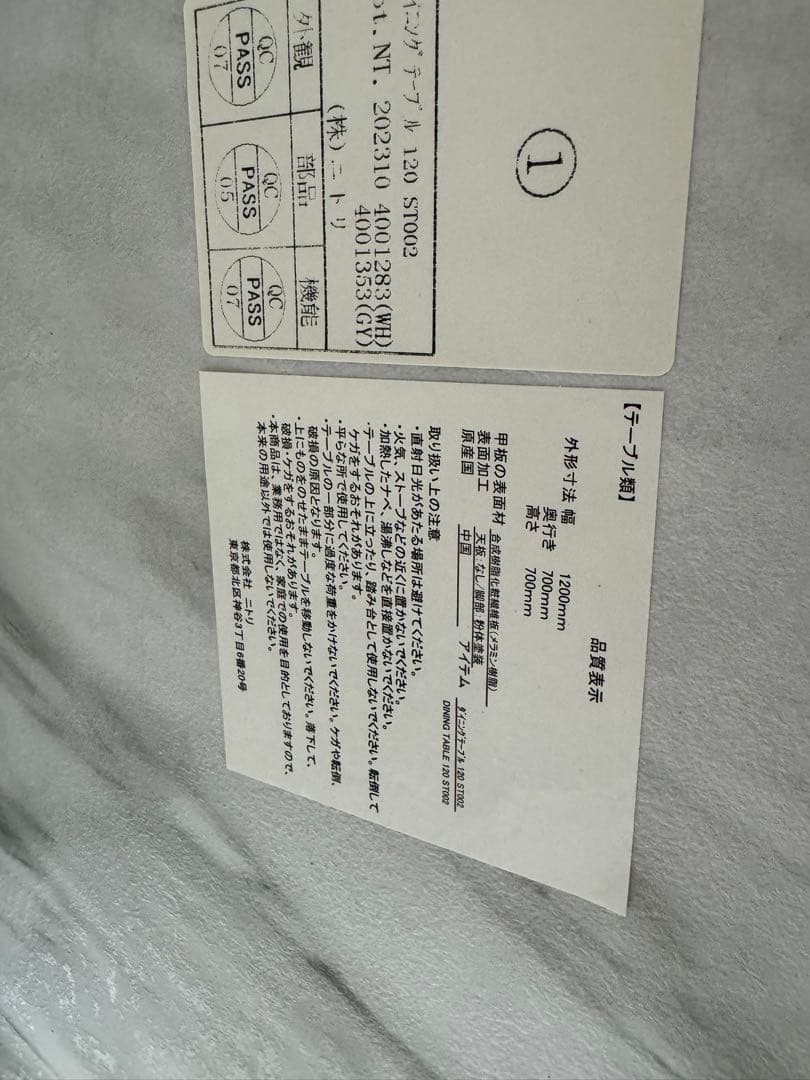 イニング テーブル 120 ST002
ot.NT. 202310 4001283(WH)
4001353(GY)
(株)ニトリ
外観 部品 機能
QC PASS 07
QC PASS 05
QC PASS 07
1
【テーブル類】
品質表示
外形寸法 幅 1200mm
奥行き 700mm
高さ 700mm
甲板の表面材 合成樹脂化粧繊維板(メラミン樹脂)
表面加工 天板:なし/脚部:粉体塗装
原産国 中国 アイテム ダイニングテーブル 120 ST002
DINING TABLE 120 ST002
取り扱い上の注意
・直射日光があたる場所は避けてください。
・火気、ストーブなどの近くに置かないでください。
・加熱したナベ、湯沸しなどを直接置かないでください。
・テーブルの上に立ったり、踏み台として使用しないでください。転倒して
ケガをするおそれがあります。
・平らな所で使用してください。
・テーブルの一部分に過度な荷重をかけないでください。ケガや転倒、
破損の原因となります。
・上にものをのせたままテーブルを移動しないでください。落下して、
破損・ケガをするおそれがあります。
・本商品は、業務用ではなく、家庭での使用を目的としておりますので、
本来の用途以外では使用しないでください。
株式会社 ニトリ
東京都北区神谷3丁目6番20号